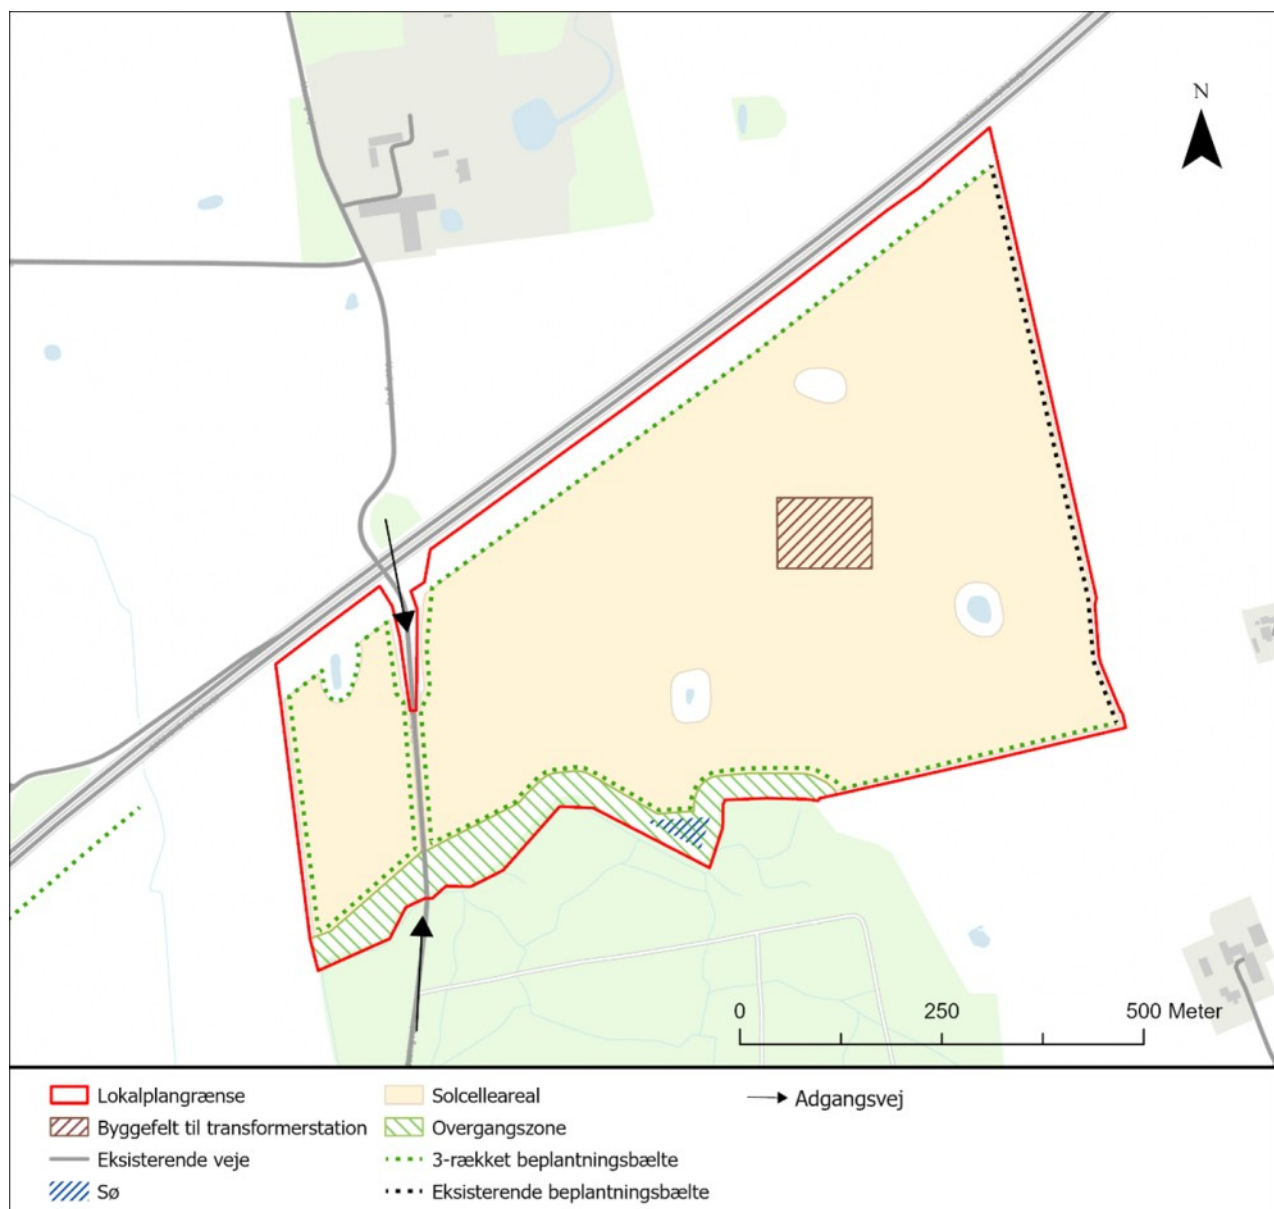 N
0 250 500 Meter
Lokalplangrænse
Byggefelt til transformerstation
Eksisterende veje
Sø
Solcelleareal
Overgangszone
3-rækket beplantningsbælte
Eksisterende beplantningsbælte
Adgangsvej